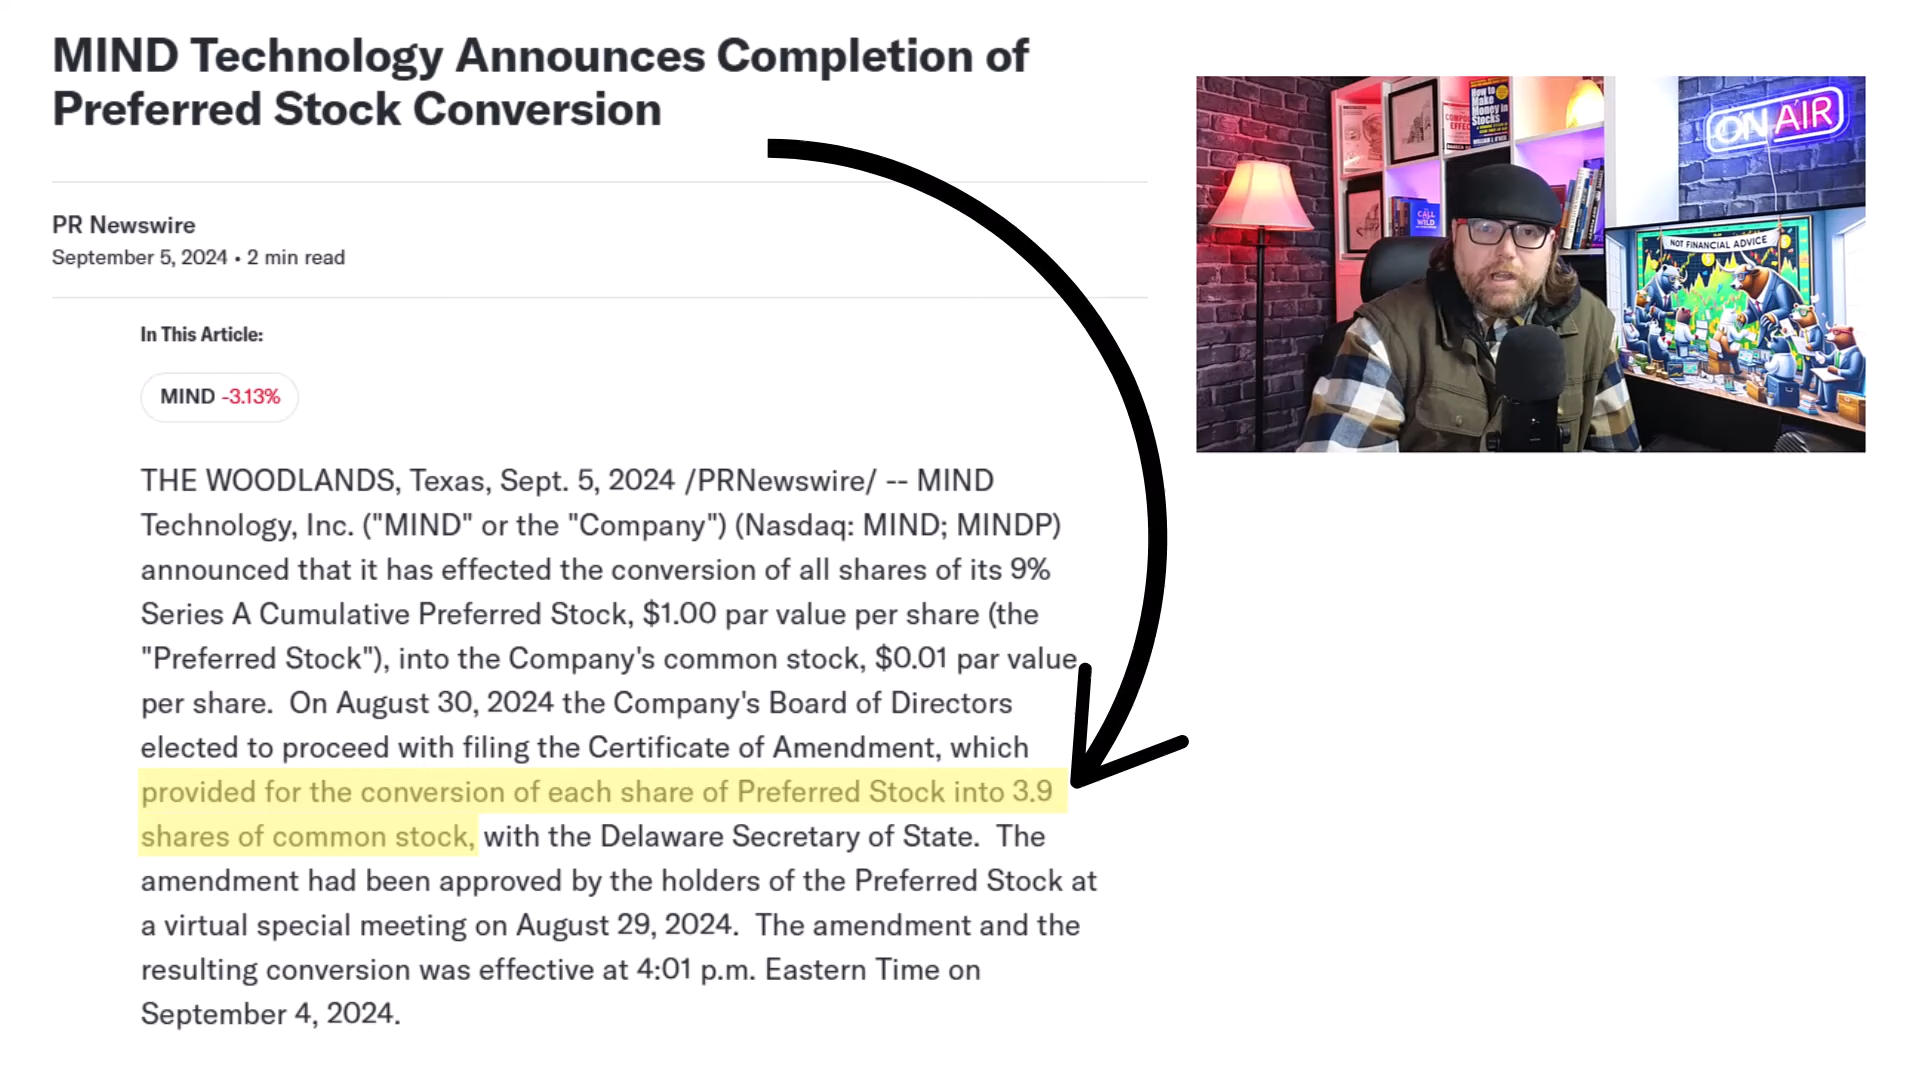 MIND Technology Announces Completion of
Preferred Stock Conversion
PR Newswire
September 5, 2024 • 2 min read
In This Article:
MIND -3.13%
THE WOODLANDS, Texas, Sept. 5, 2024 /PRNewswire/ -- MIND
Technology, Inc. ("MIND" or the "Company") (Nasdaq: MIND; MINDP)
announced that it has effected the conversion of all shares of its 9%
Series A Cumulative Preferred Stock, $1.00 par value per share (the
"Preferred Stock"), into the Company's common stock, $0.01 par value
per share.  On August 30, 2024 the Company's Board of Directors
elected to proceed with filing the Certificate of Amendment, which
provided for the conversion of each share of Preferred Stock into 3.9
shares of common stock, with the Delaware Secretary of State.  The
amendment had been approved by the holders of the Preferred Stock at
a virtual special meeting on August 29, 2024.  The amendment and the
resulting conversion was effective at 4:01 p.m. Eastern Time on
September 4, 2024.
How to
Make
Money in
Stocks
ON AIR
CALL
WILD
NOT FINANCIAL ADVICE